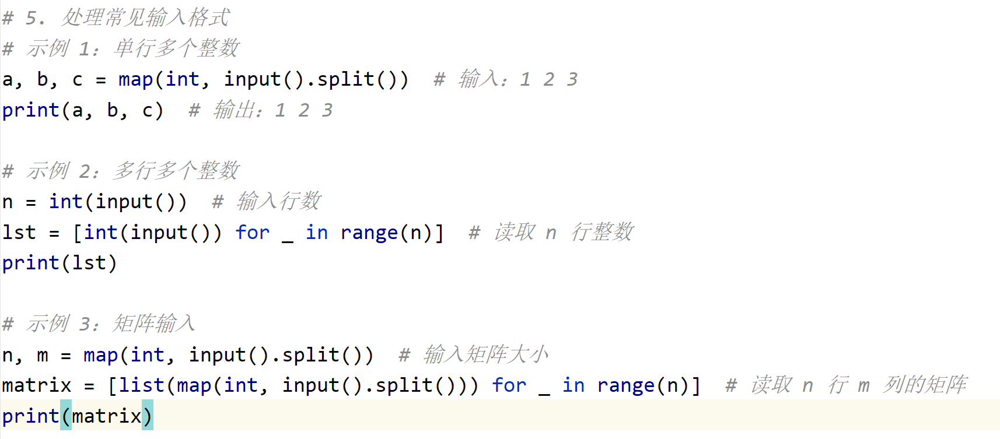 # 5. 处理常见输入格式
# 示例 1：单行多个整数
a, b, c = map(int, input().split())  # 输入：1 2 3
print(a, b, c)  # 输出：1 2 3
# 示例 2：多行多个整数
n = int(input())  # 输入行数
lst = [int(input()) for _ in range(n)]  # 读取 n 行整数
print(lst)
# 示例 3：矩阵输入
n, m = map(int, input().split())  # 输入矩阵大小
matrix = [list(map(int, input().split())) for _ in range(n)]  # 读取 n 行 m 列的矩阵
print(matrix)